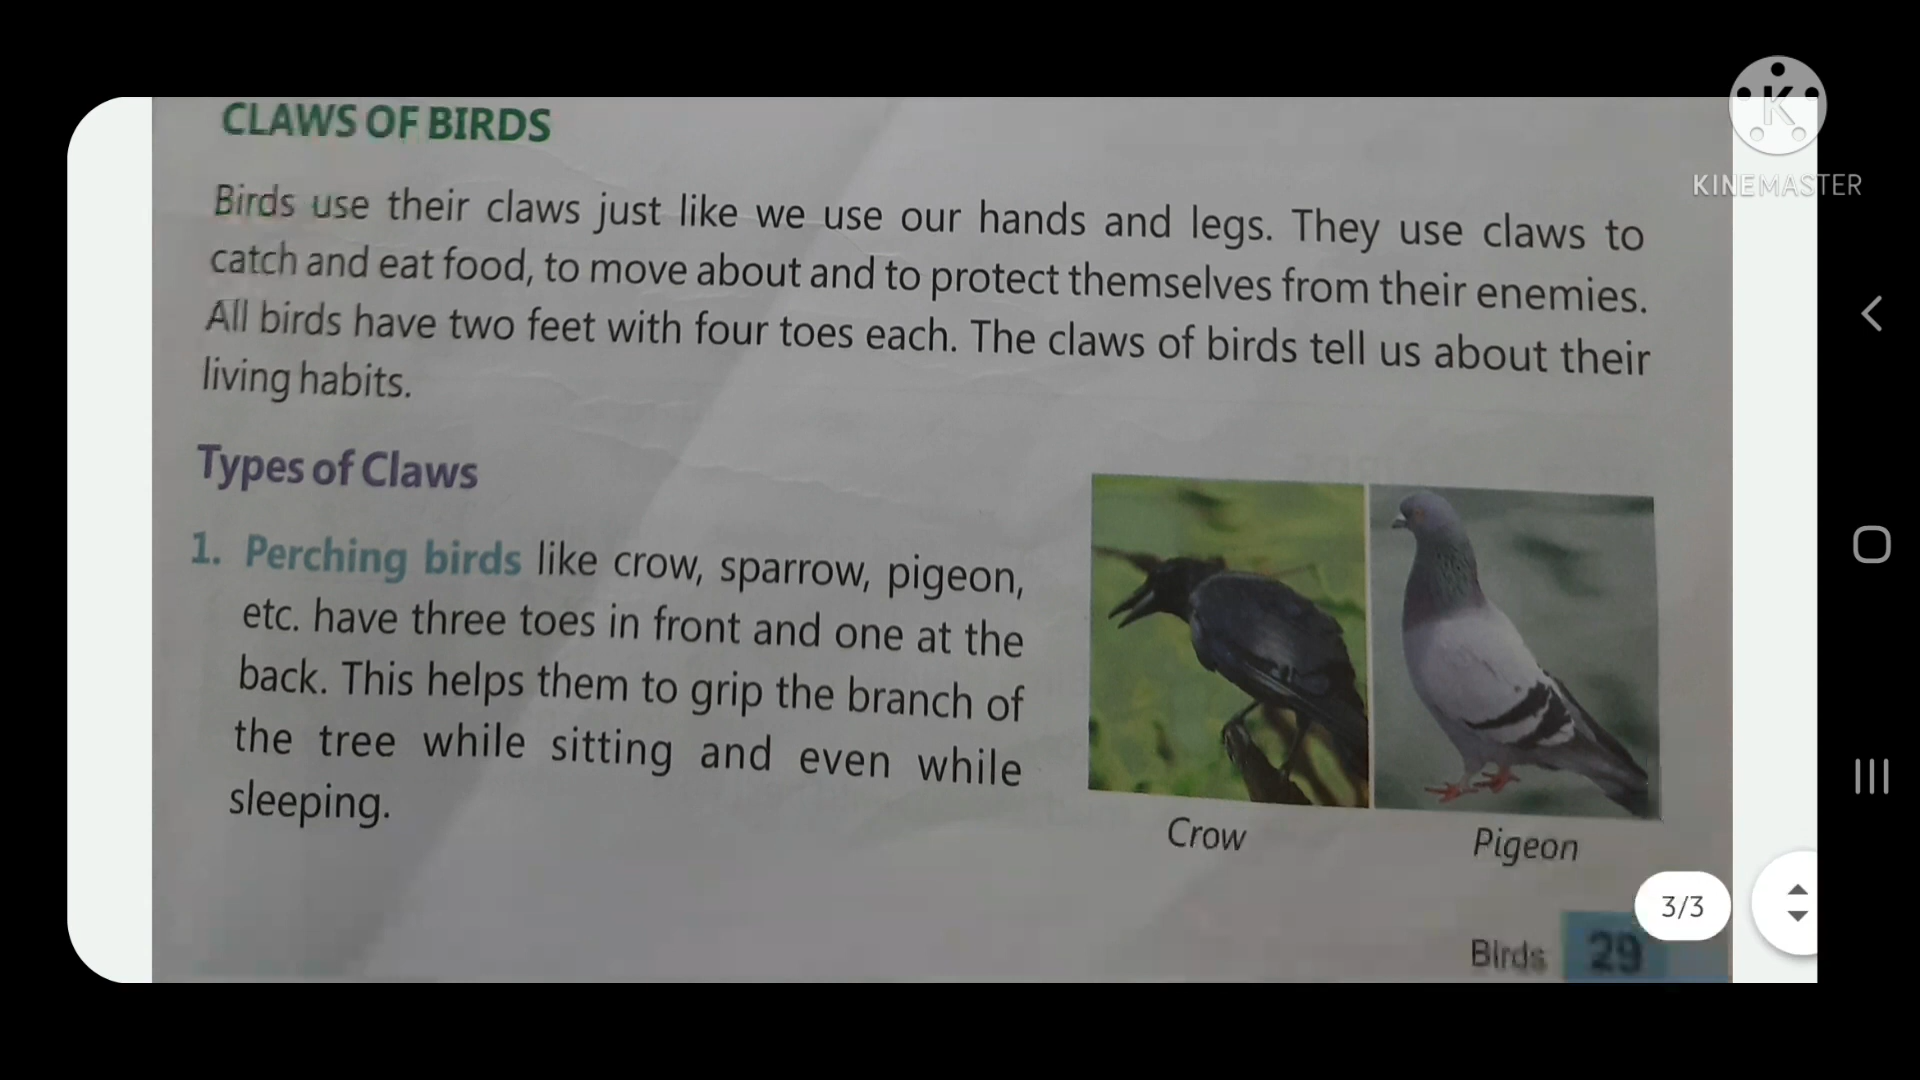 CLAWS OF BIRDS
Birds use their claws just like we use our hands and legs. They use claws to
catch and eat food, to move about and to protect themselves from their enemies.
All birds have two feet with four toes each. The claws of birds tell us about their
living habits.
Types of Claws
1. Perching birds like crow, sparrow, pigeon,
etc. have three toes in front and one at the
back. This helps them to grip the branch of
the tree while sitting and even while
sleeping.
Crow
Pigeon
Birds 29
3/3
K
KINEMASTER